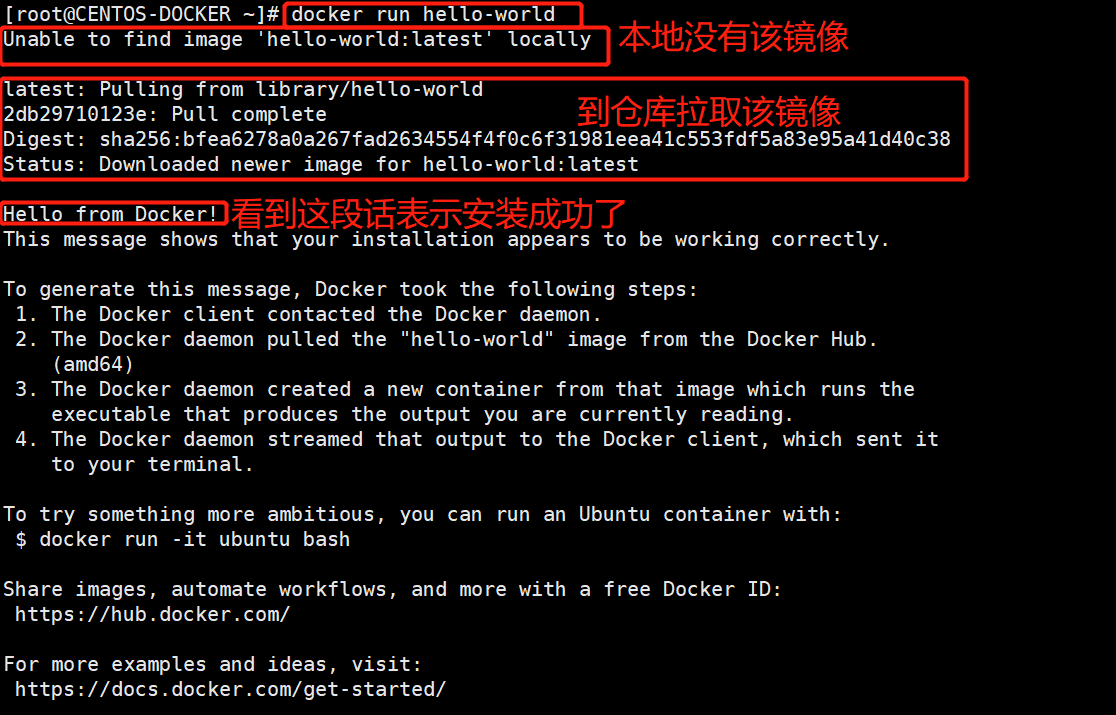 [root@CENTOS-DOCKER ~]# docker run hello-world
Unable to find image 'hello-world:latest' locally 本地没有该镜像
latest: Pulling from library/hello-world
2db29710123e: Pull complete 到仓库拉取该镜像
Digest: sha256:bfea6278a0a267fad2634554f4f0c6f31981eea41c553fdf5a83e95a41d40c38
Status: Downloaded newer image for hello-world:latest
Hello from Docker! 看到这段话表示安装成功了
This message shows that your installation appears to be working correctly.
To generate this message, Docker took the following steps:
1. The Docker client contacted the Docker daemon.
2. The Docker daemon pulled the "hello-world" image from the Docker Hub.
(amd64)
3. The Docker daemon created a new container from that image which runs the
executable that produces the output you are currently reading.
4. The Docker daemon streamed that output to the Docker client, which sent it
to your terminal.
To try something more ambitious, you can run an Ubuntu container with:
$ docker run -it ubuntu bash
Share images, automate workflows, and more with a free Docker ID:
https://hub.docker.com/
For more examples and ideas, visit:
https://docs.docker.com/get-started/